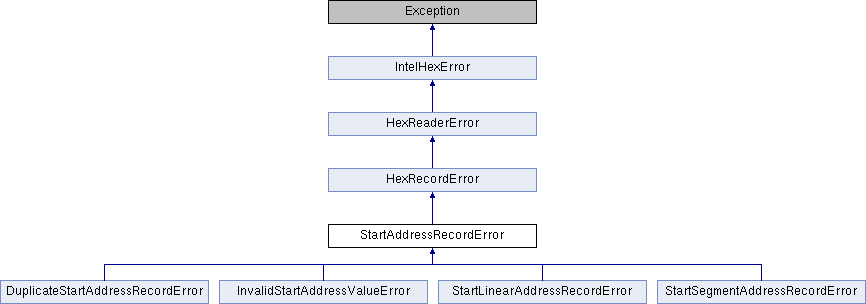 Exception
IntelHexError
HexReaderError
HexRecordError
StartAddressRecordError
DuplicateStartAddressRecordError
InvalidStartAddressValueError
StartLinearAddressRecordError
StartSegmentAddressRecordError